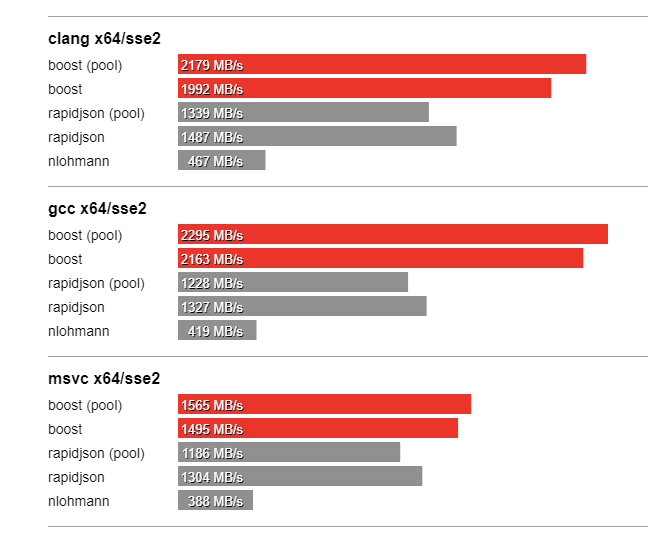 clang x64/sse2
boost (pool) 2179 MB/s
boost 1992 MB/s
rapidjson (pool) 1339 MB/s
rapidjson 1487 MB/s
nlohmann 467 MB/s
gcc x64/sse2
boost (pool) 2295 MB/s
boost 2163 MB/s
rapidjson (pool) 1228 MB/s
rapidjson 1327 MB/s
nlohmann 419 MB/s
msvc x64/sse2
boost (pool) 1565 MB/s
boost 1495 MB/s
rapidjson (pool) 1186 MB/s
rapidjson 1304 MB/s
nlohmann 388 MB/s